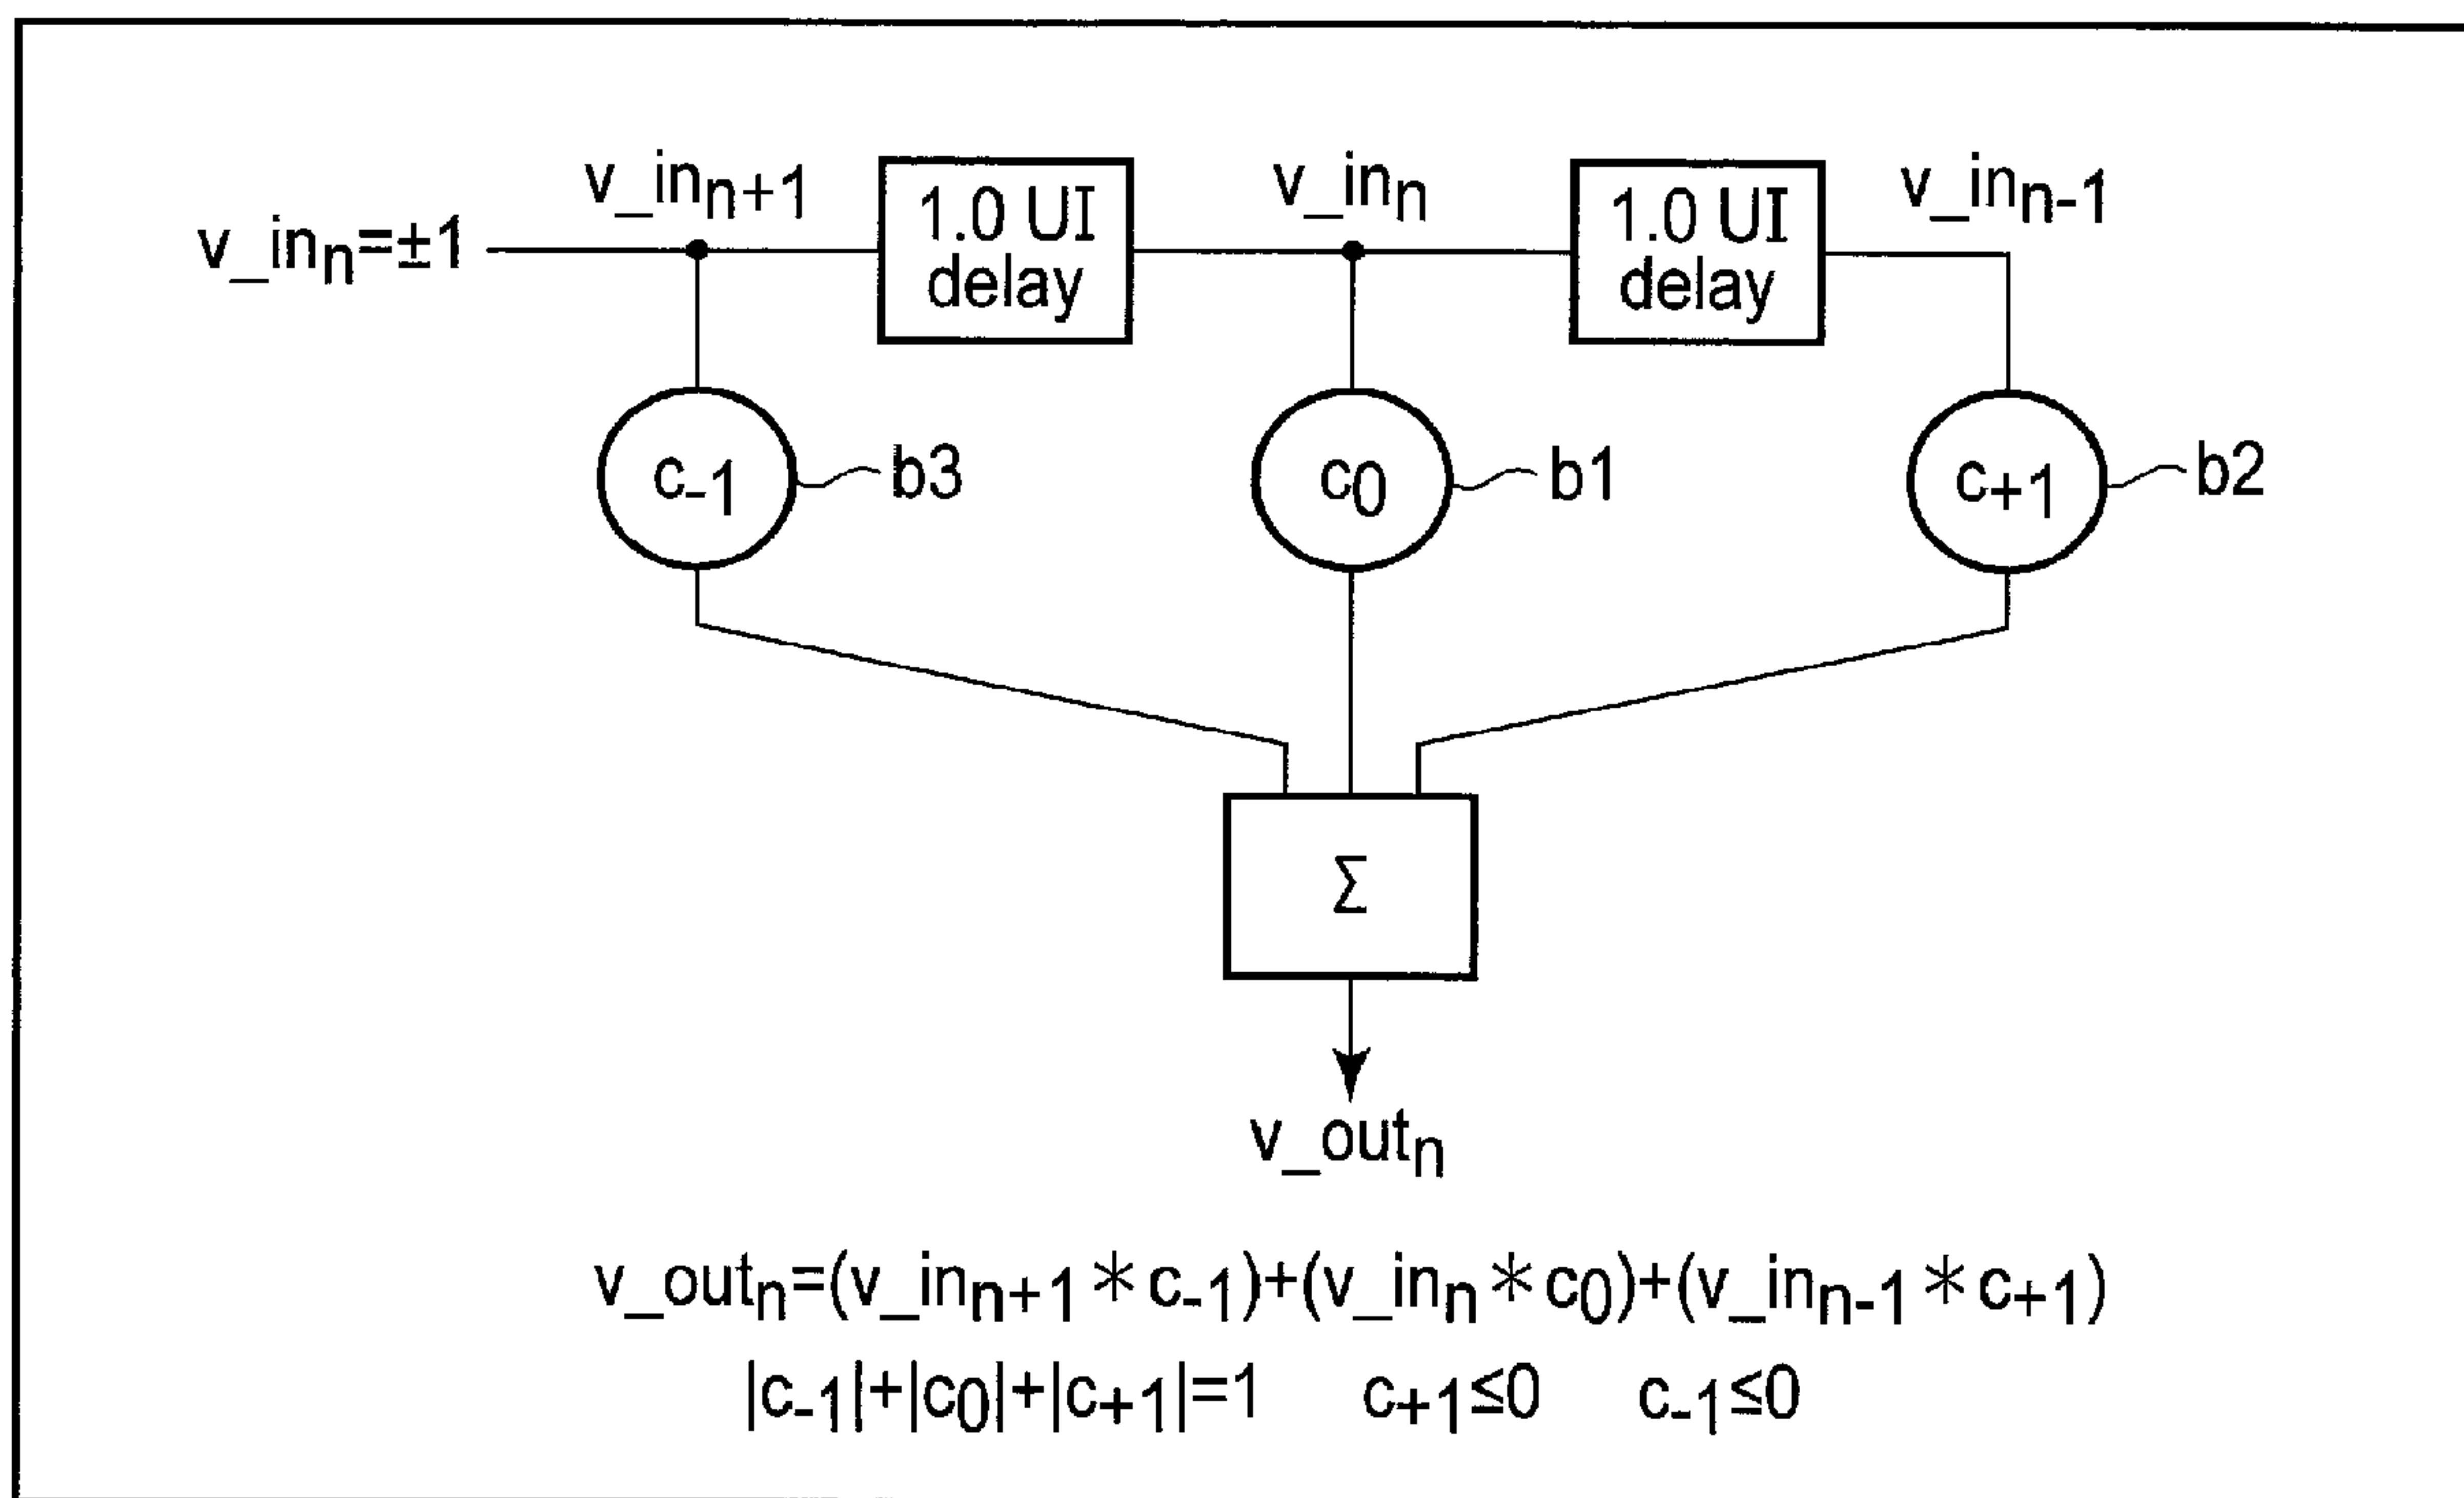 v_inₙ=±1
v_inₙ₊₁
1.0 UI
delay
v_inₙ
1.0 UI
delay
v_inₙ₋₁
c₋₁
b3
c₀
b1
c₊₁
b2
Σ
v_outₙ
v_outₙ=(v_inₙ₊₁*c₋₁)+(v_inₙ*c₀)+(v_inₙ₋₁*c₊₁)
|c₋₁|+|c₀|+|c₊₁|=1 c₊₁≤0 c₋₁≤0